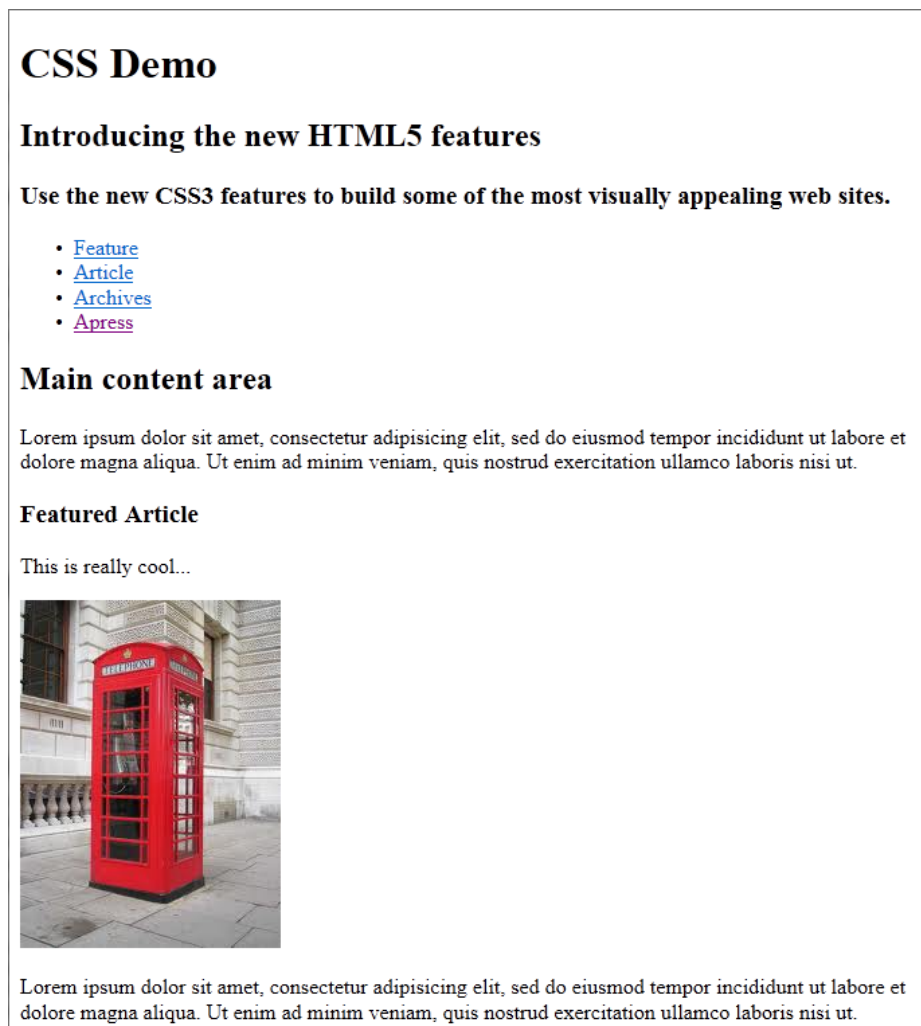 CSS Demo
Introducing the new HTML5 features
Use the new CSS3 features to build some of the most visually appealing web sites.
• Feature
• Article
• Archives
• Apress
Main content area
Lorem ipsum dolor sit amet, consectetur adipisicing elit, sed do eiusmod tempor incididunt ut labore et
dolore magna aliqua. Ut enim ad minim veniam, quis nostrud exercitation ullamco laboris nisi ut.
Featured Article
This is really cool...
TELEPHONE
TELEPHONE
Lorem ipsum dolor sit amet, consectetur adipisicing elit, sed do eiusmod tempor incididunt ut labore et
dolore magna aliqua. Ut enim ad minim veniam, quis nostrud exercitation ullamco laboris nisi ut.